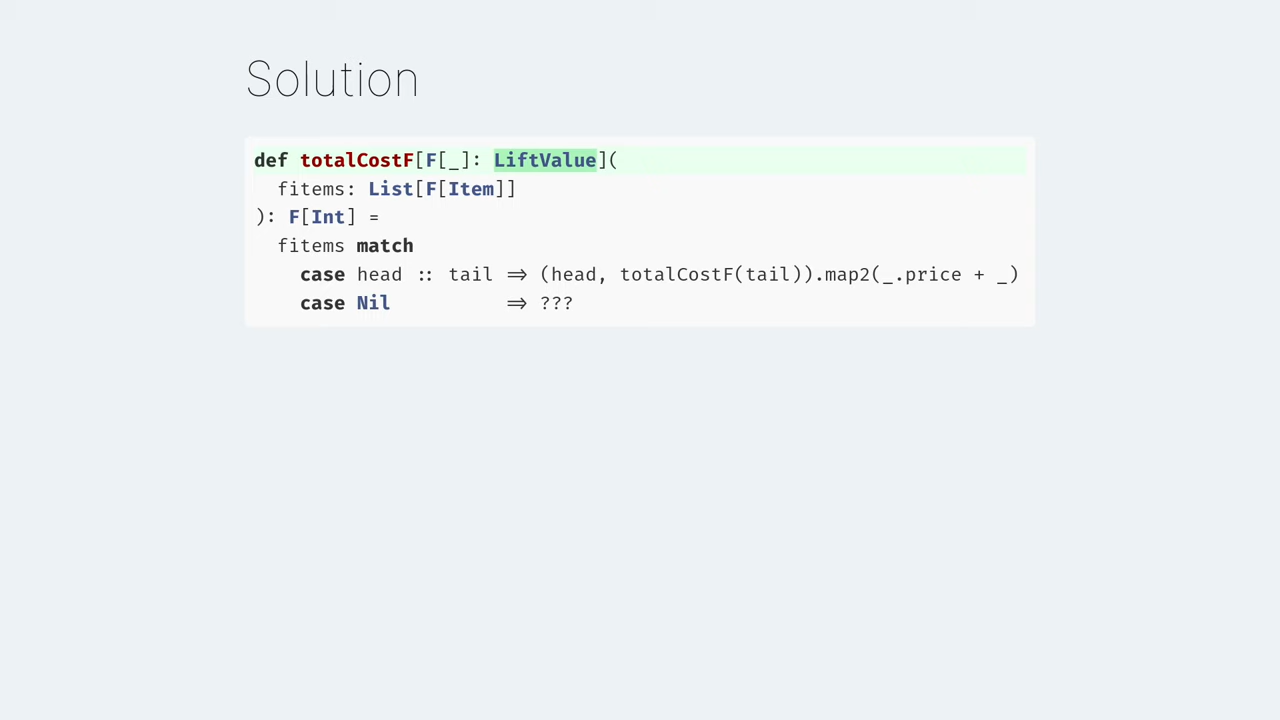 Solution
def totalCostF[F[_]: LiftValue](
  fitems: List[F[Item]]
): F[Int] =
  fitems match
    case head :: tail ⇒ (head, totalCostF(tail)).map2(_.price + _)
    case Nil          ⇒ ???